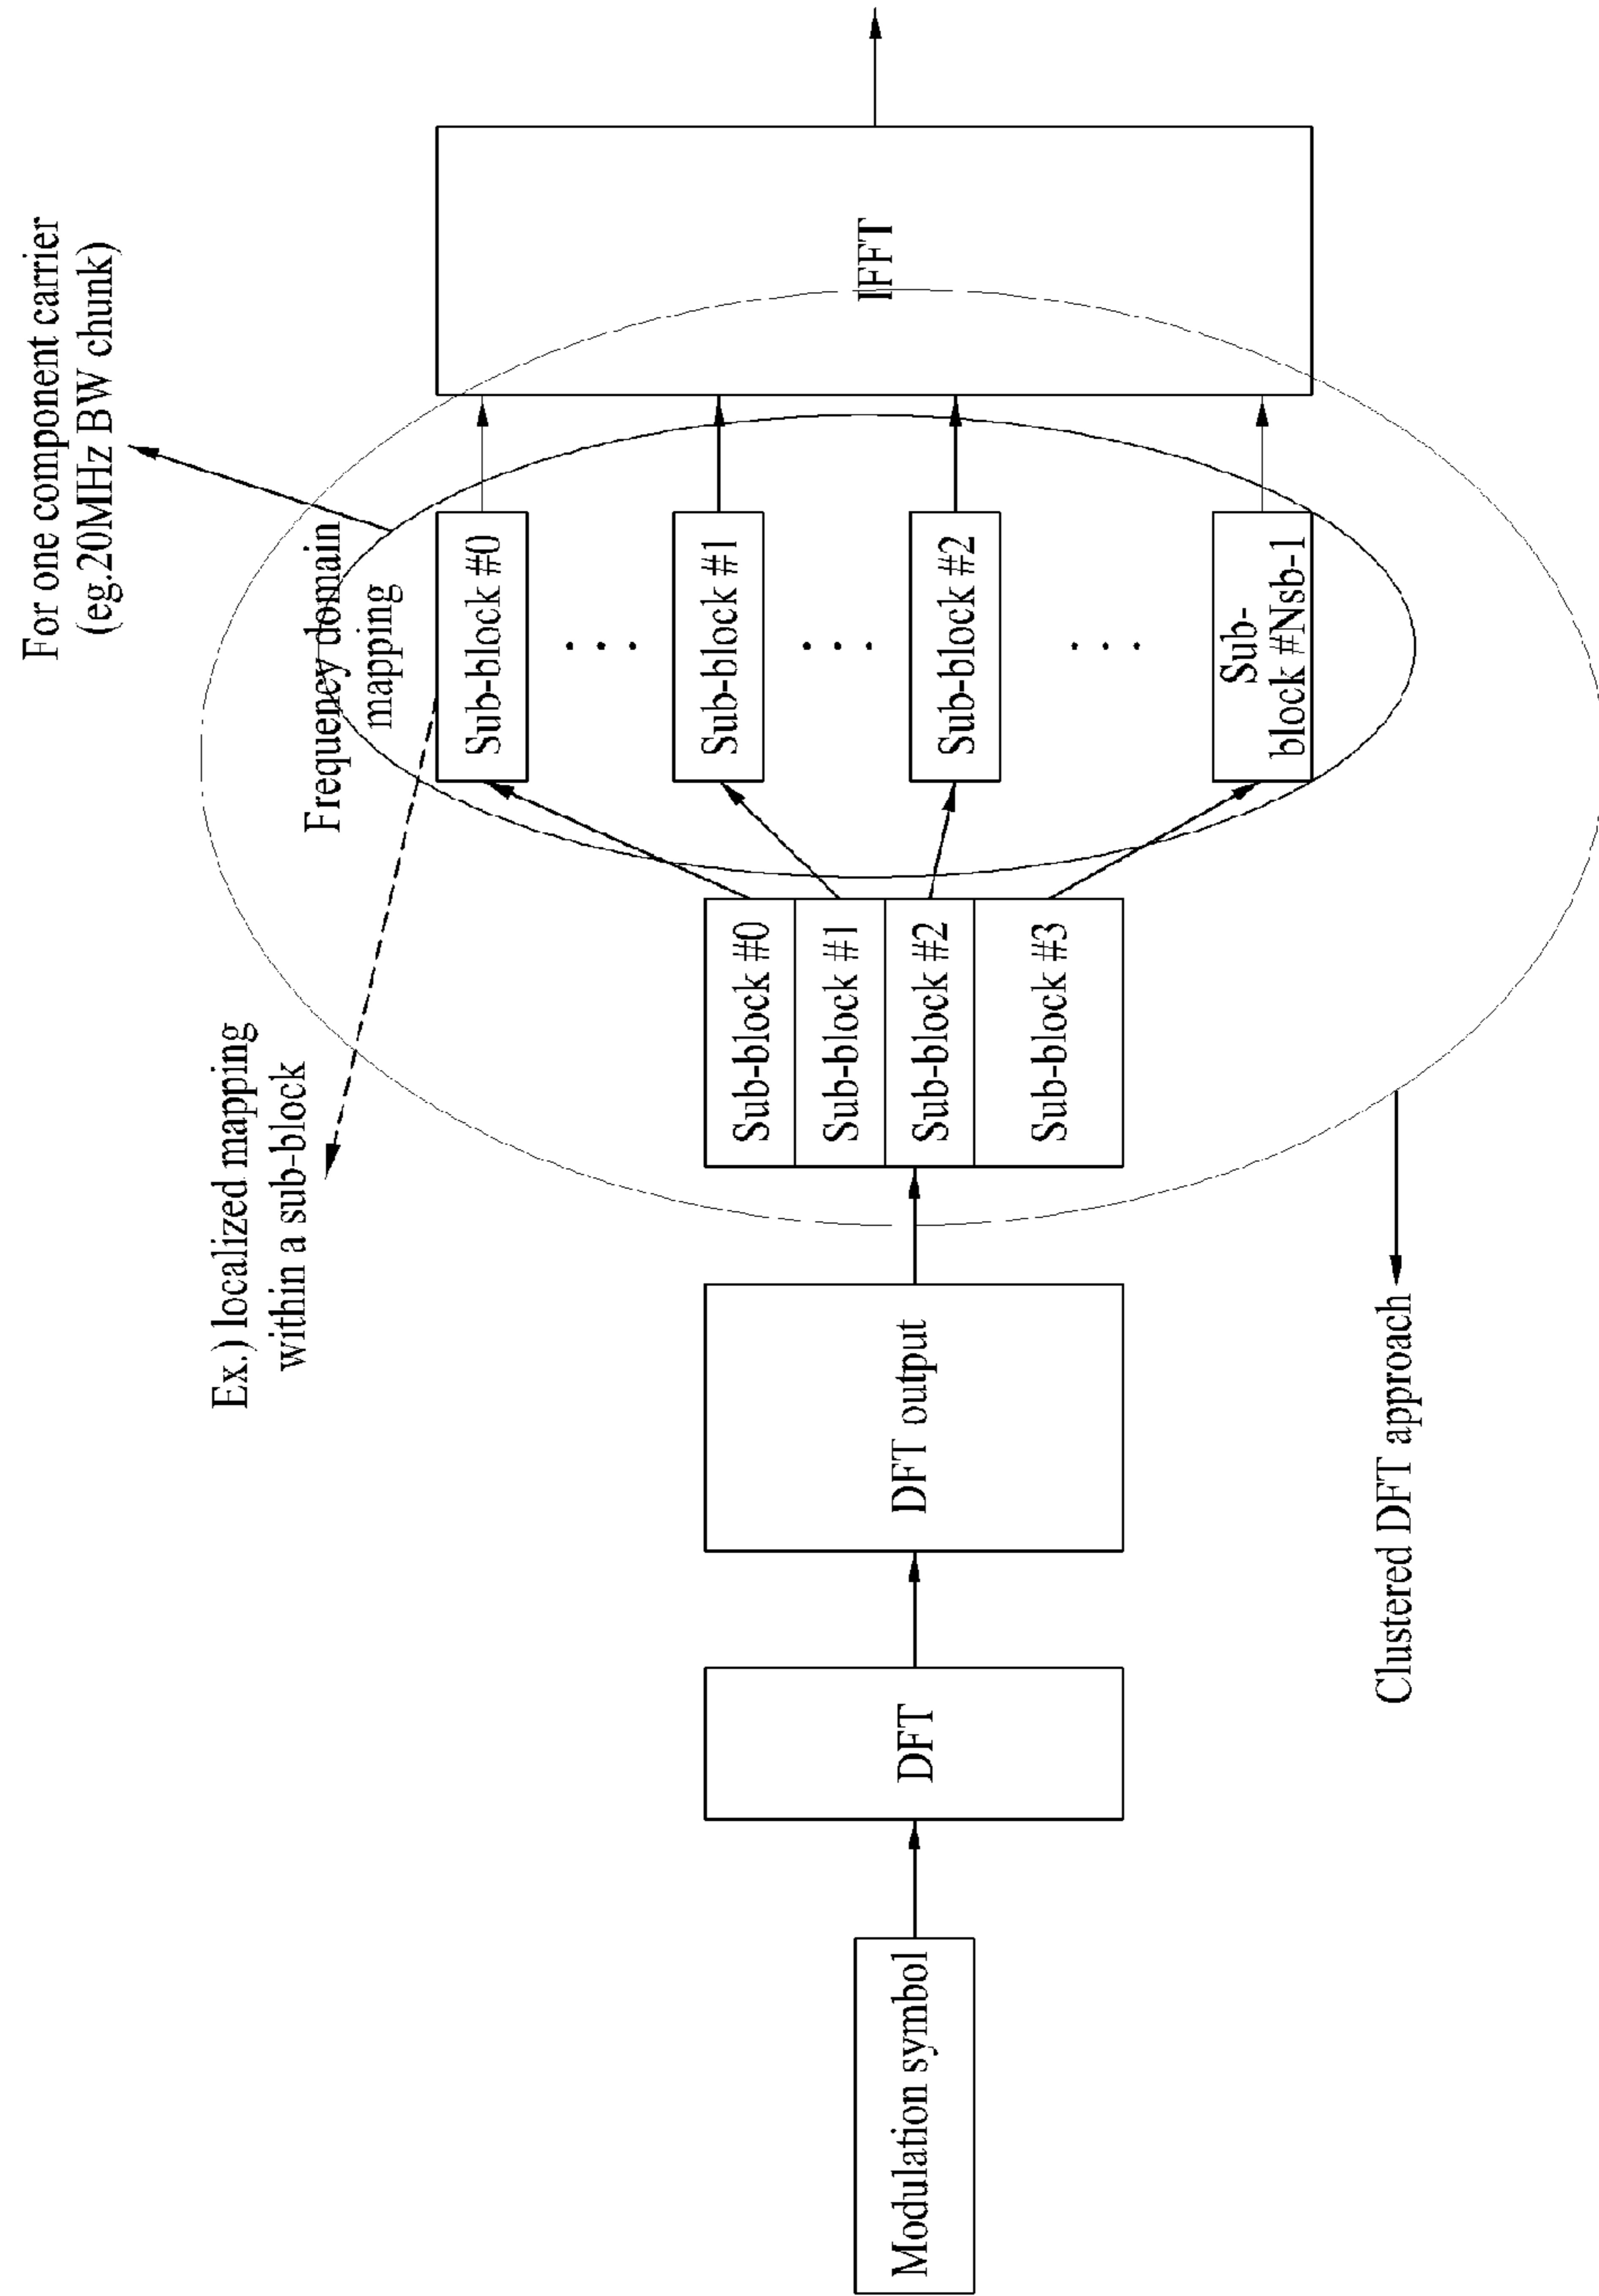 For one component carrier
(eg.20MHz BW chunk)
Ex.) localized mapping
within a sub-block
Frequency domain
mapping
Modulation symbol
DFT
DFT output
Sub-block #0
Sub-block #1
Sub-block #2
Sub-block #3
Sub-block #0
Sub-block #1
Sub-block #2
Sub-
block #Nsb-1
IFFT
Clustered DFT approach